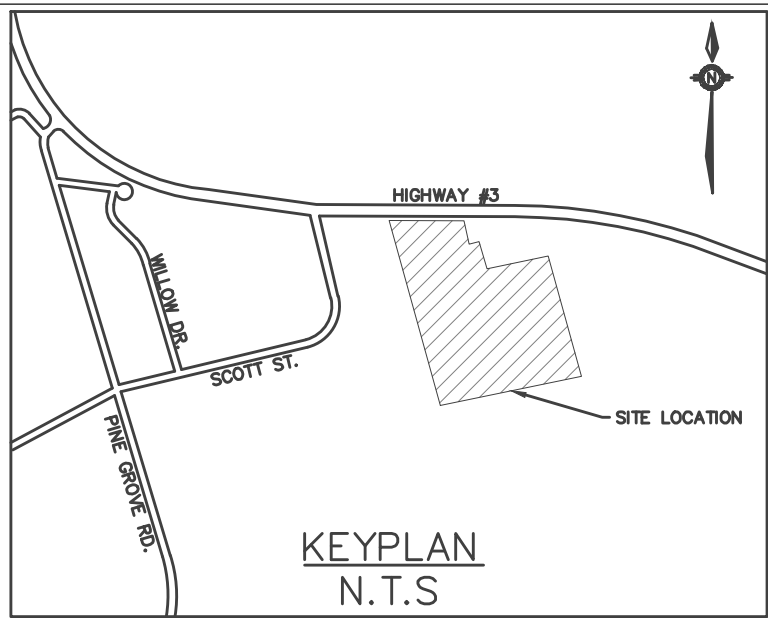 N
HIGHWAY #3
WILLOW DR.
SCOTT ST.
SITE LOCATION
PINE GROVE RD.
KEYPLAN
N.T.S